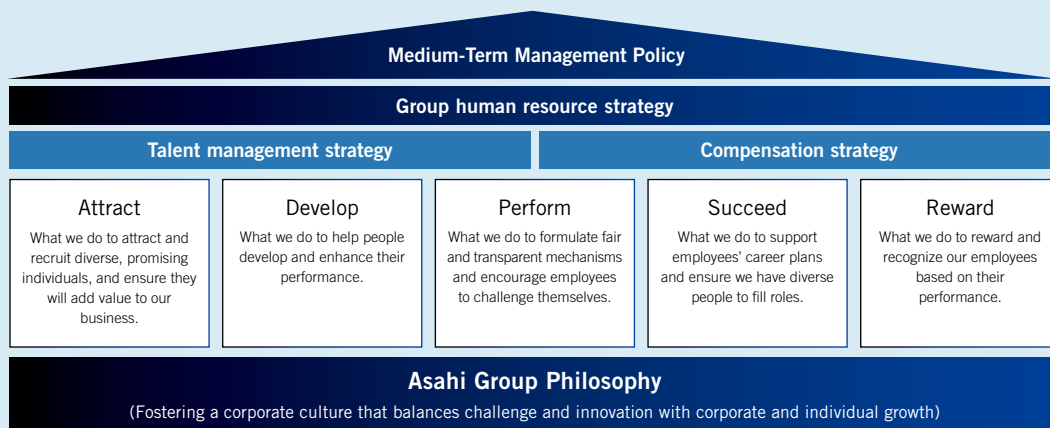 Medium-Term Management Policy
Group human resource strategy
Talent management strategy
Compensation strategy
Attract
What we do to attract and
recruit diverse, promising
individuals, and ensure they
will add value to our
business.
Develop
What we do to help people
develop and enhance their
performance.
Perform
What we do to formulate fair
and transparent mechanisms
and encourage employees
to challenge themselves.
Succeed
What we do to support
employees’ career plans
and ensure we have diverse
people to fill roles.
Reward
What we do to reward and
recognize our employees
based on their
performance.
Asahi Group Philosophy
(Fostering a corporate culture that balances challenge and innovation with corporate and individual growth)